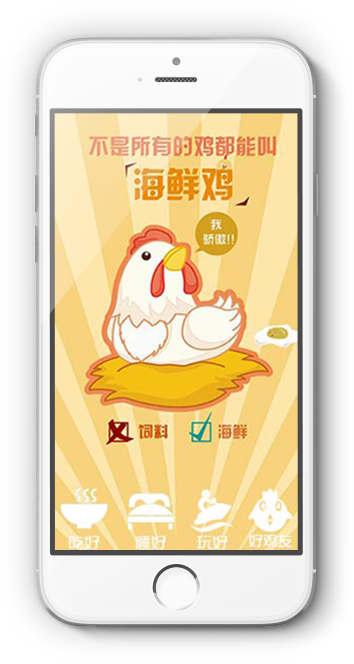 不是所有的鸡都能叫
「海鲜鸡」
我
骄傲!!
饲料 海鲜
吃好 睡好 玩好 好鸡友